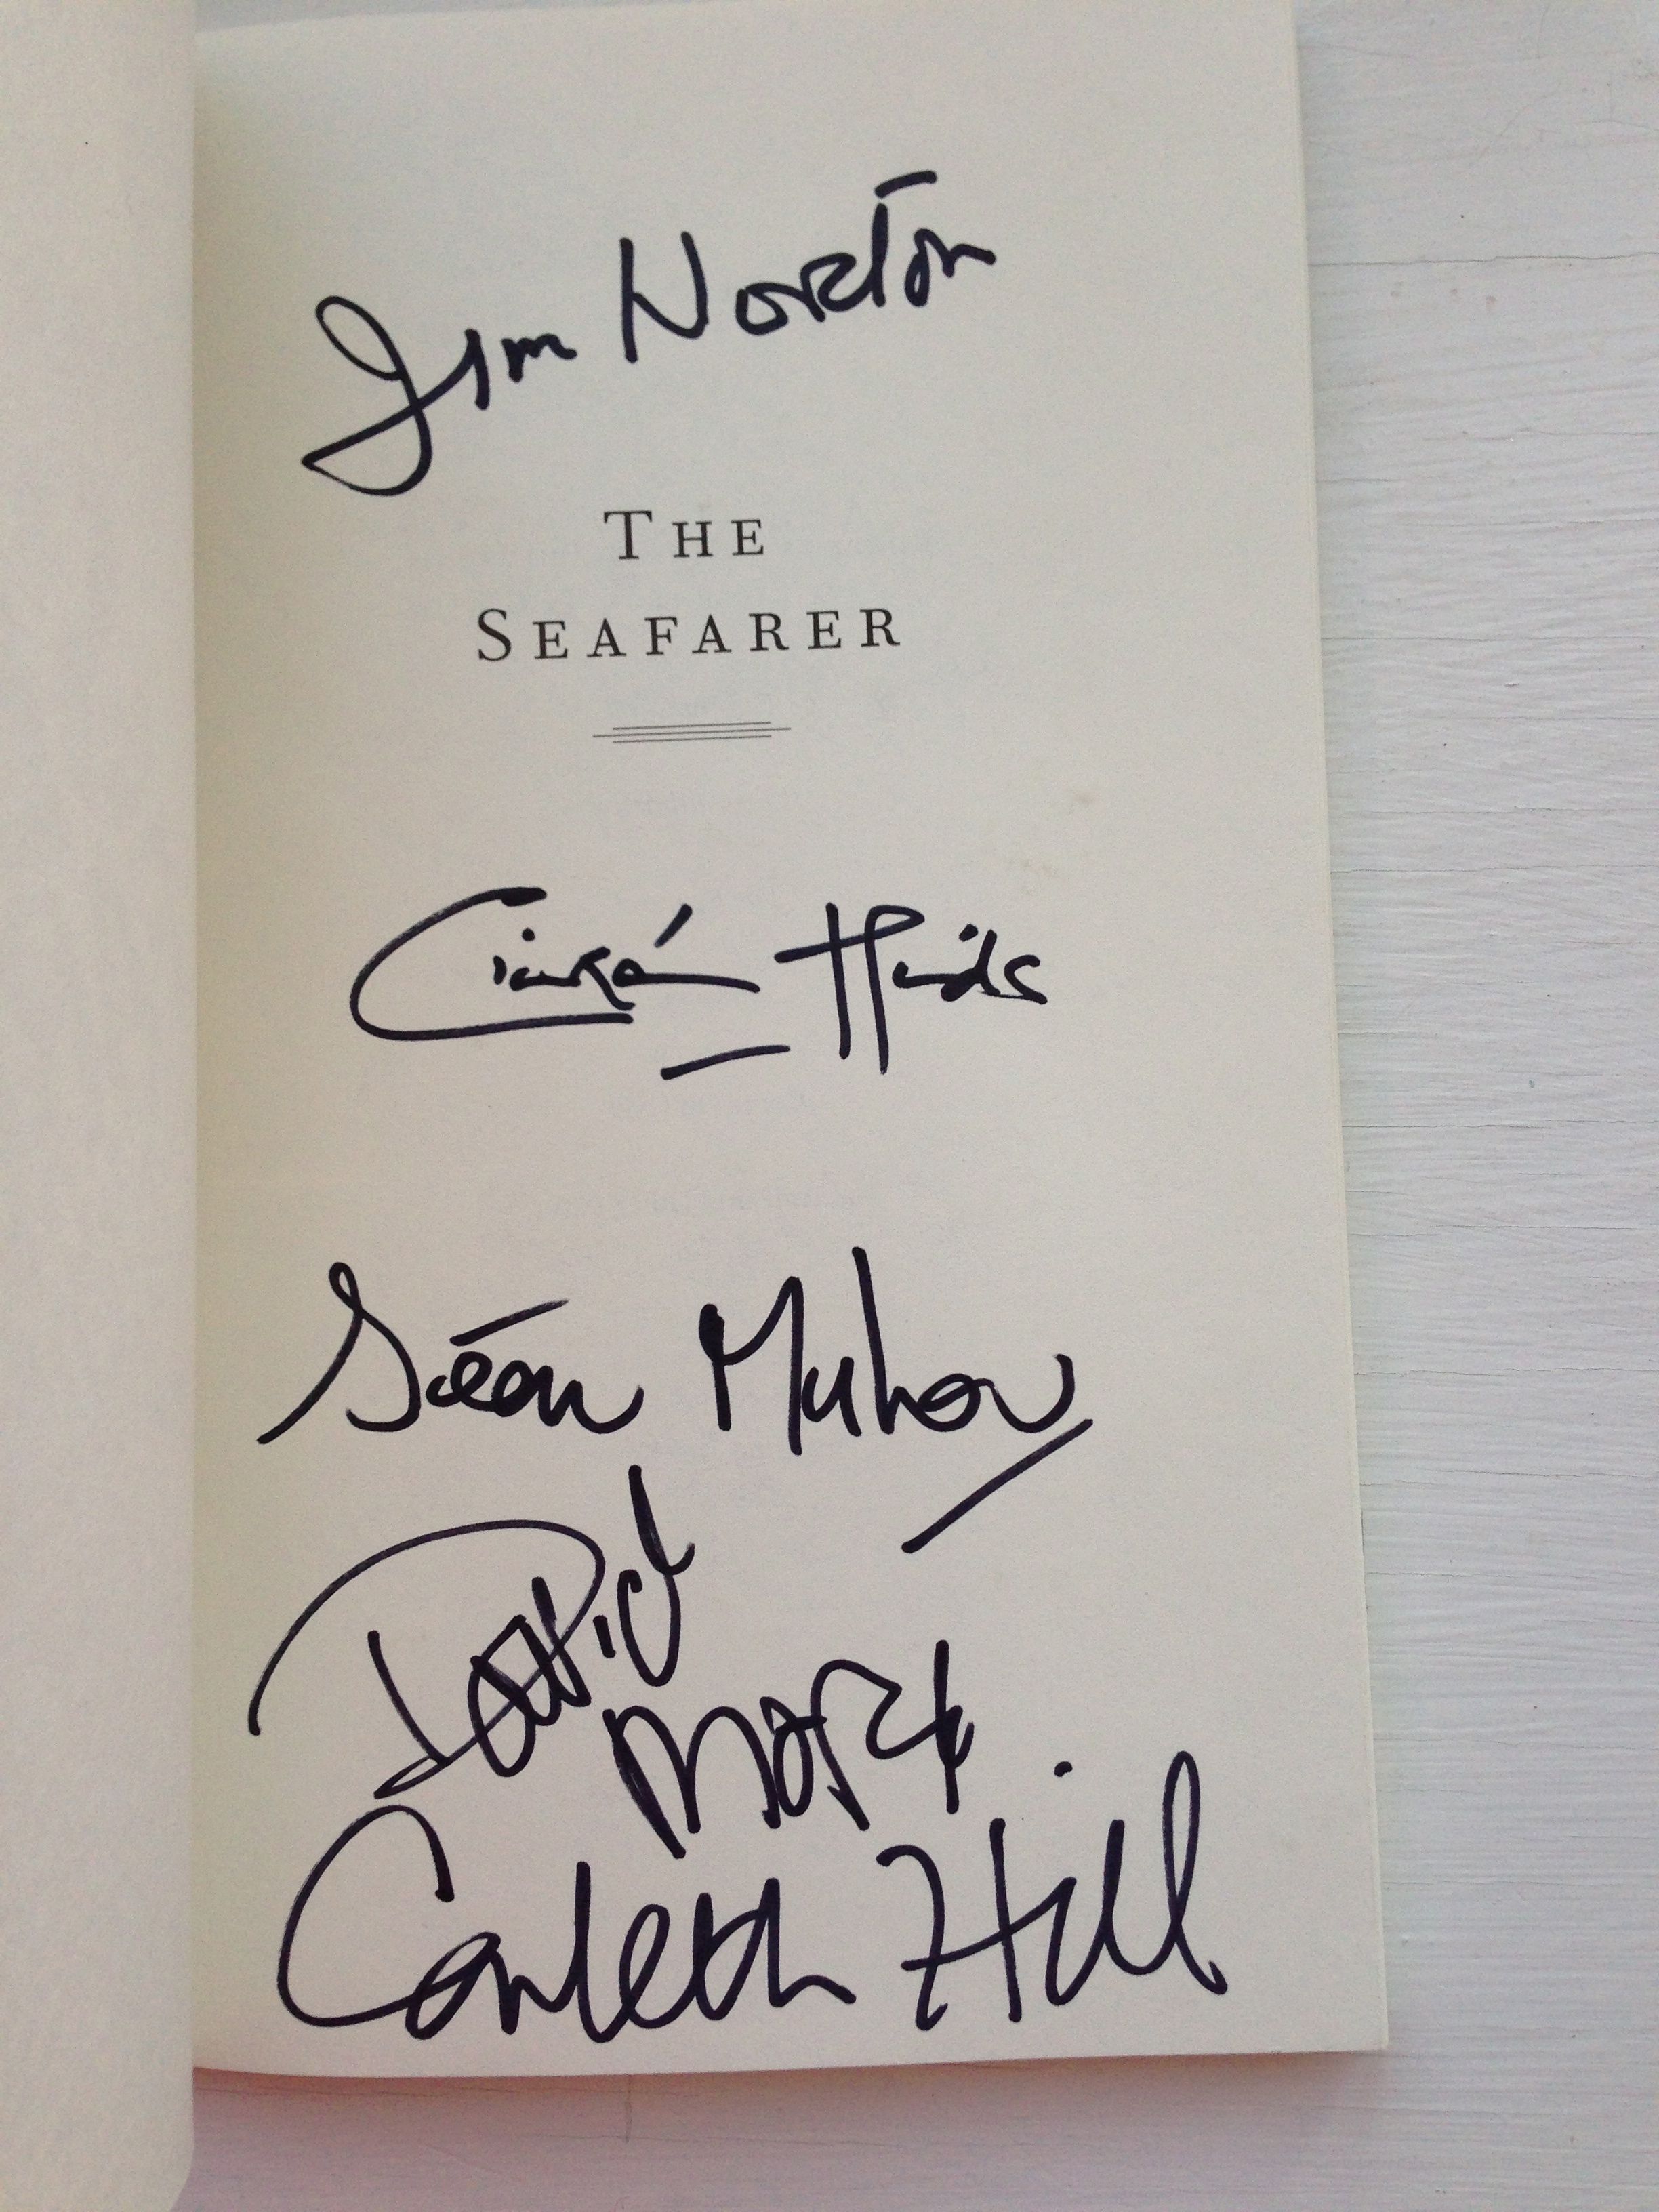 Jim Norton
THE
SEAFARER
Ciarán Hinds
Seán Mahon
David
Morse
Conleth Hill